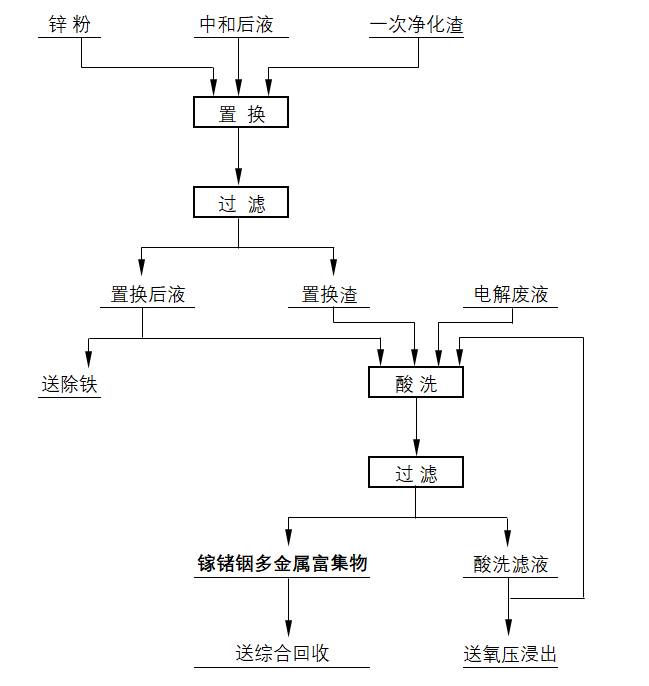 锌 粉
中和后液
一次净化渣
置 换
过 滤
置换后液
置换渣
电解废液
送除铁
酸 洗
过 滤
镓锗铟多金属富集物
酸洗滤液
送综合回收
送氧压浸出